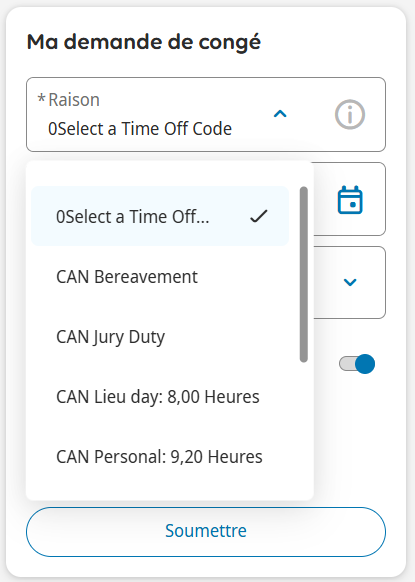 Ma demande de congé
*Raison
0Select a Time Off Code
0Select a Time Off...
CAN Bereavement
CAN Jury Duty
CAN Lieu day: 8,00 Heures
CAN Personal: 9,20 Heures
Soumettre